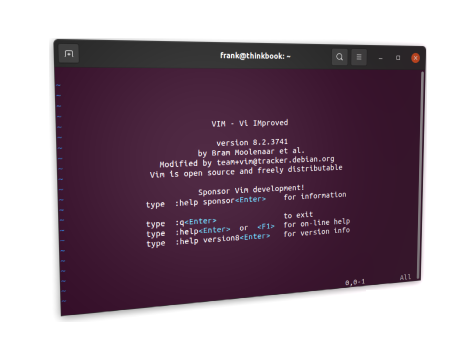 frank@thinkbook: ~
VIM - Vi IMproved
version 8.2.3741
by Bram Moolenaar et al.
Modified by team+vim@tracker.debian.org
Vim is open source and freely distributable
Sponsor Vim development!
type :help sponsor<Enter> for information
type :q<Enter> to exit
type :help<Enter> or <F1> for on-line help
type :help version8<Enter> for version info
0,0-1 All